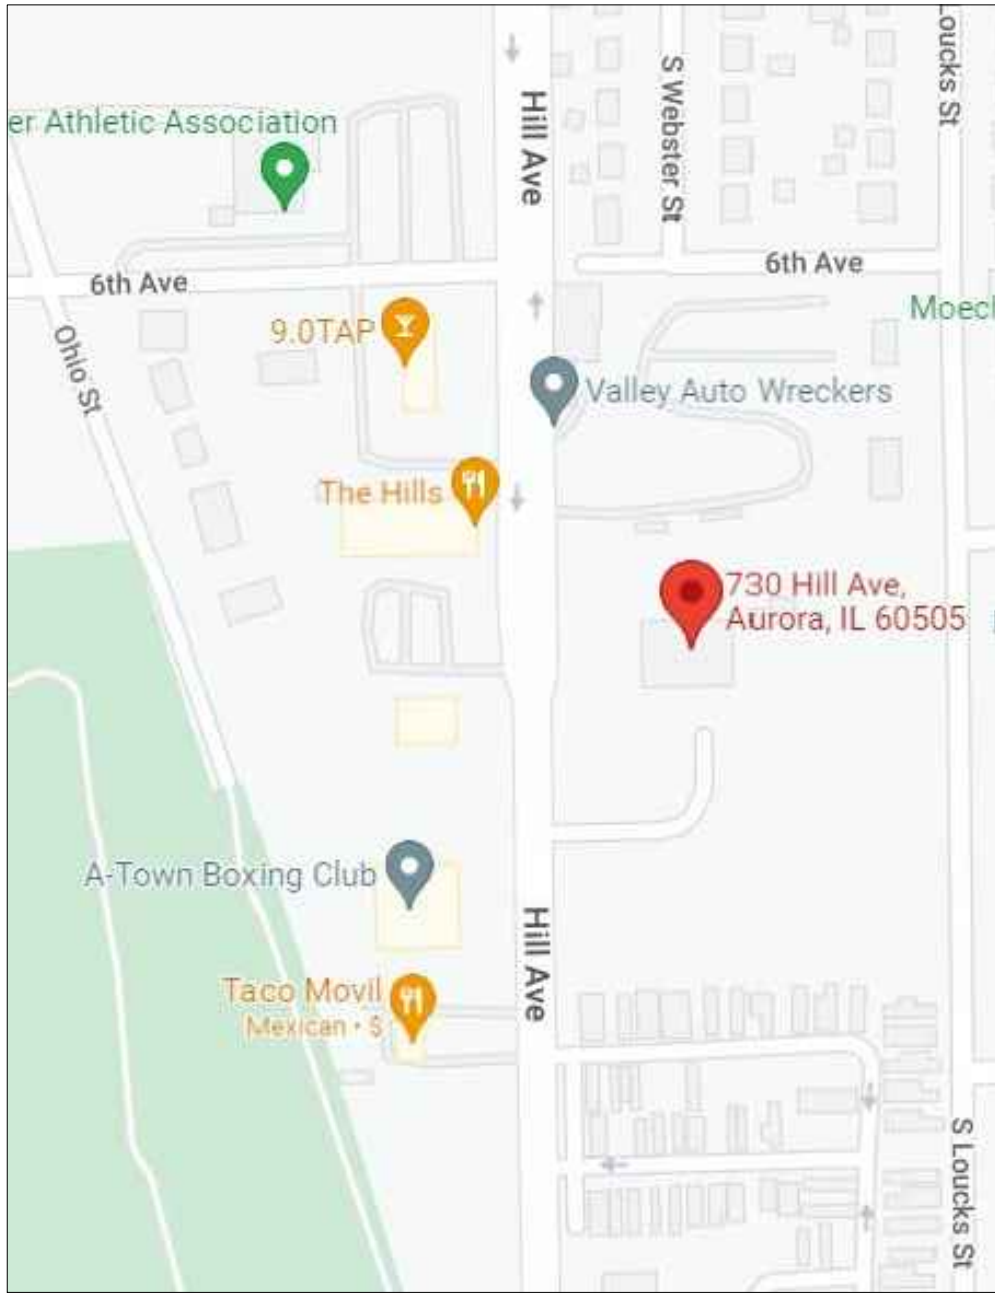 Loucks St
Hill Ave
S Webster St
er Athletic Association
6th Ave
6th Ave
Ohio St
9.0TAP
Valley Auto Wreckers
The Hills
730 Hill Ave,
Aurora, IL 60505
A-Town Boxing Club
Hill Ave
Taco Movil
Mexican • $
S Loucks St